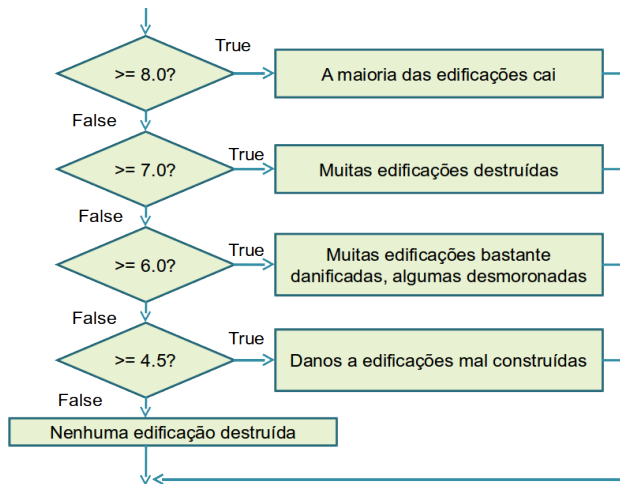 True
>= 8.0?
A maioria das edificações cai
False
True
>= 7.0?
Muitas edificações destruídas
False
True
>= 6.0?
Muitas edificações bastante
danificadas, algumas desmoronadas
False
True
>= 4.5?
Danos a edificações mal construídas
False
Nenhuma edificação destruída